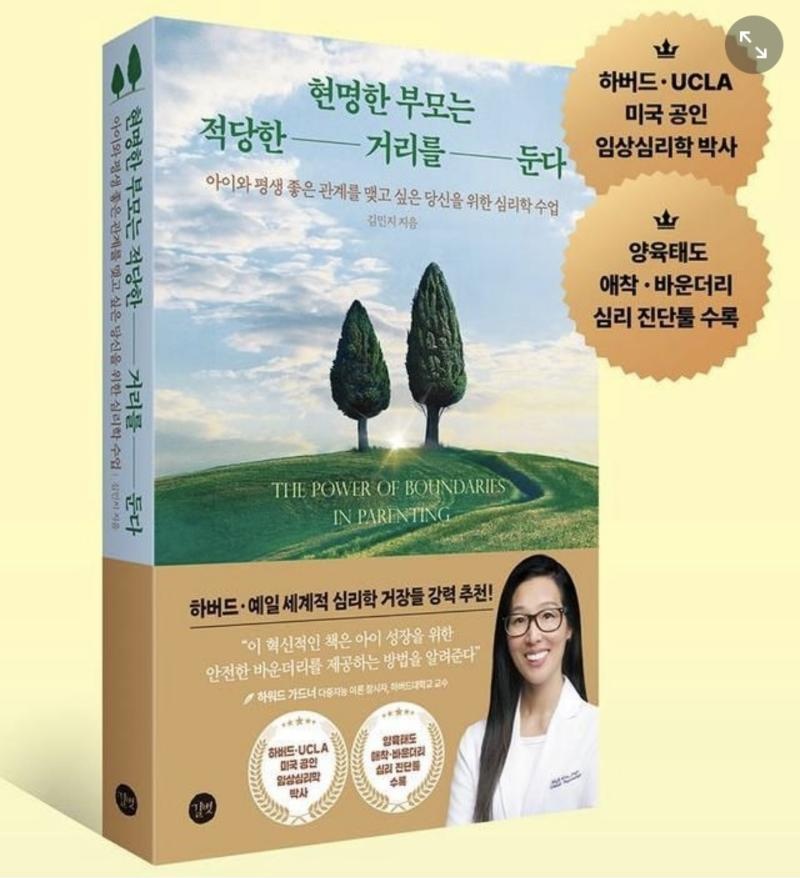 현명한 부모는
적당한 거리를 둔다
아이와 평생 좋은 관계를 맺고 싶은 당신을 위한 심리학 수업
김민지 지음
THE POWER OF BOUNDARIES
IN PARENTING
하버드·예일 세계적 심리학 거장들 강력 추천!
“이 혁신적인 책은 아이 성장을 위한
안전한 바운더리를 제공하는 방법을 알려준다”
하워드 가드너 다중지능 이론 창시자, 하버드대학교 교수
하버드·UCLA
미국 공인
임상심리학
박사
양육태도
애착·바운더리
심리 진단툴
수록
길벗
현명한 부모는 적당한 거리를 둔다
아이와 평생 좋은 관계를 맺고 싶은 당신을 위한 심리학 수업
김민지 지음
길벗
하버드·UCLA
미국 공인
임상심리학 박사
양육태도
애착·바운더리
심리 진단툴 수록